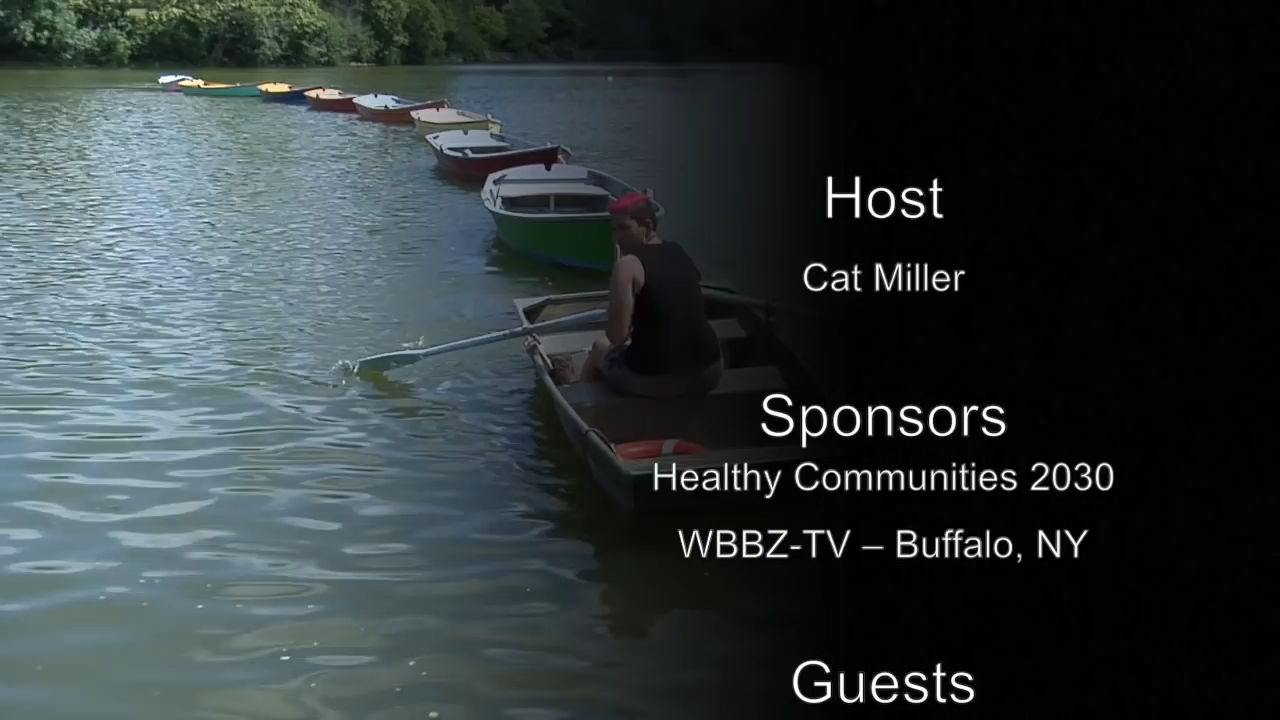 Host
Cat Miller
Sponsors
Healthy Communities 2030
WBBZ-TV – Buffalo, NY
Guests